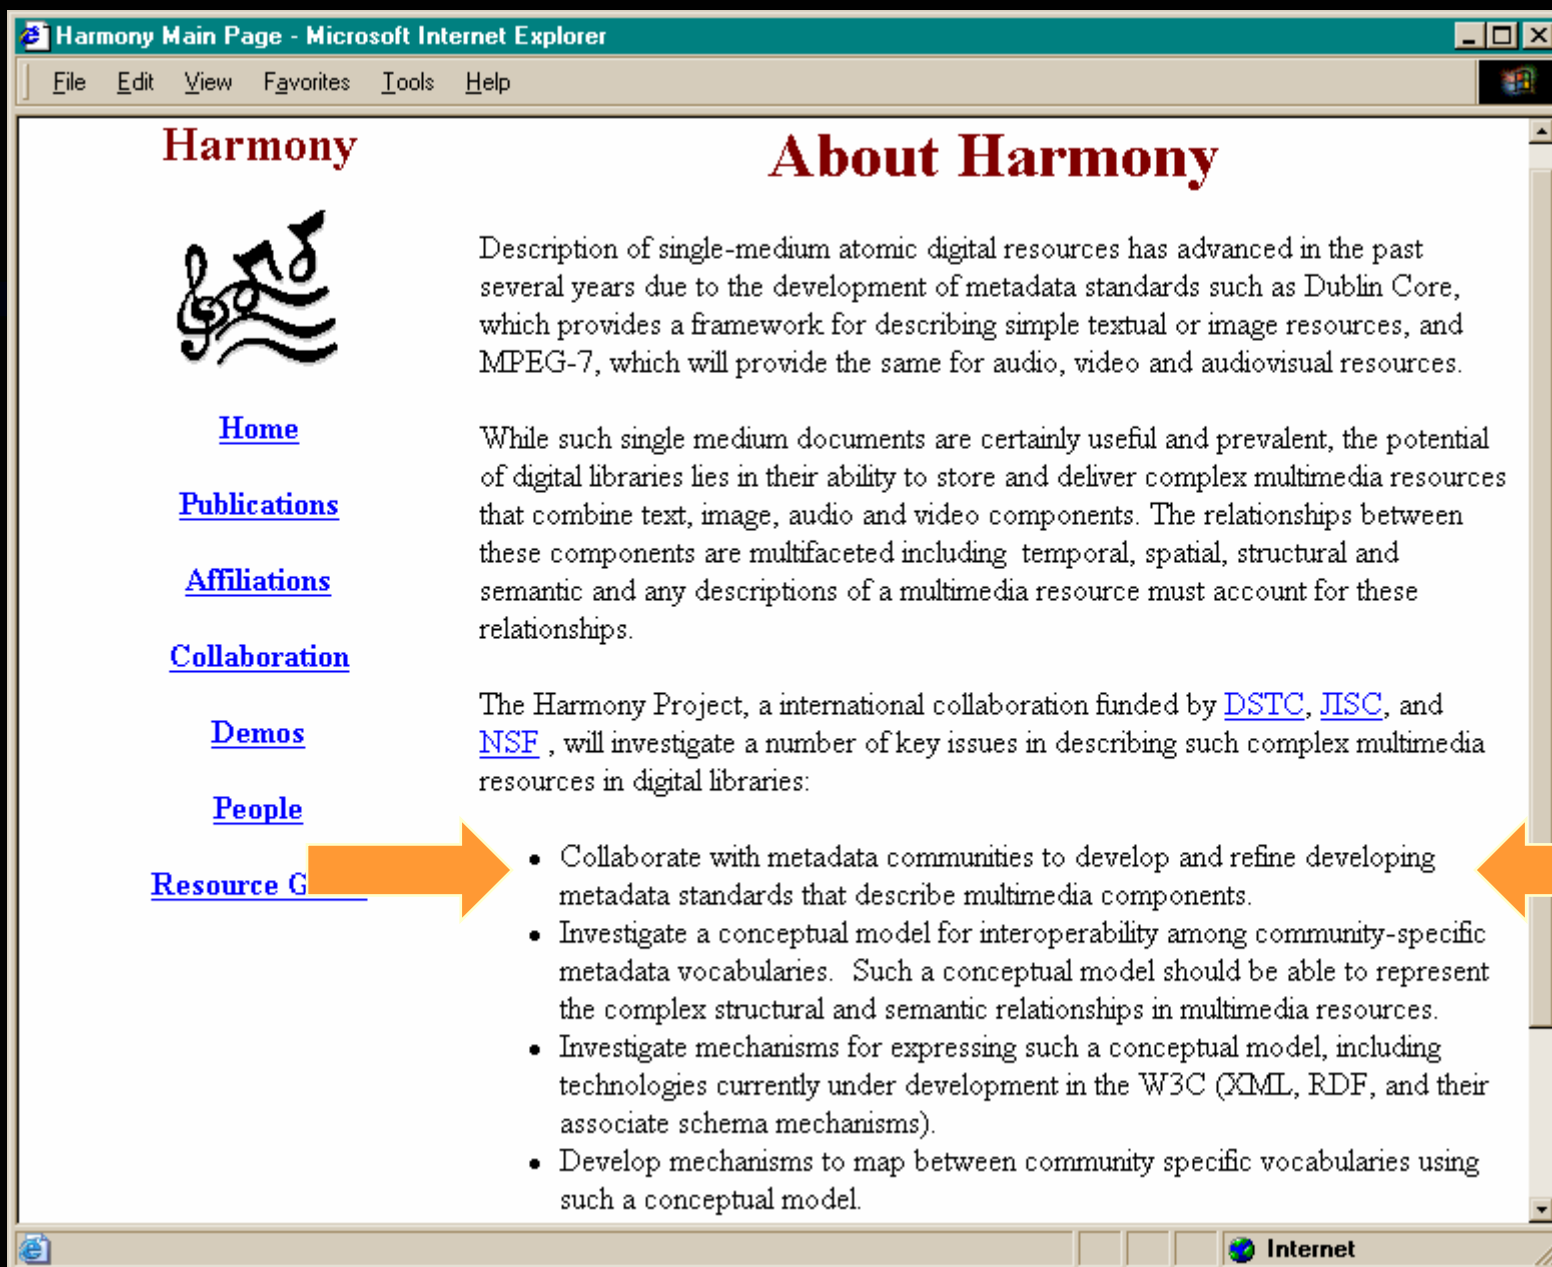 Harmony Main Page - Microsoft Internet Explorer
File Edit View Favorites Tools Help
Harmony
Home
Publications
Affiliations
Collaboration
Demos
People
Resource
About Harmony
Description of single-medium atomic digital resources has advanced in the past
several years due to the development of metadata standards such as Dublin Core,
which provides a framework for describing simple textual or image resources, and
MPEG-7, which will provide the same for audio, video and audiovisual resources.
While such single medium documents are certainly useful and prevalent, the potential
of digital libraries lies in their ability to store and deliver complex multimedia resources
that combine text, image, audio and video components. The relationships between
these components are multifaceted including temporal, spatial, structural and
semantic and any descriptions of a multimedia resource must account for these
relationships.
The Harmony Project, a international collaboration funded by DSTC, JISC, and
NSF , will investigate a number of key issues in describing such complex multimedia
resources in digital libraries:
• Collaborate with metadata communities to develop and refine developing
metadata standards that describe multimedia components.
• Investigate a conceptual model for interoperability among community-specific
metadata vocabularies. Such a conceptual model should be able to represent
the complex structural and semantic relationships in multimedia resources.
• Investigate mechanisms for expressing such a conceptual model, including
technologies currently under development in the W3C (XML, RDF, and their
associate schema mechanisms).
• Develop mechanisms to map between community specific vocabularies using
such a conceptual model.
Internet